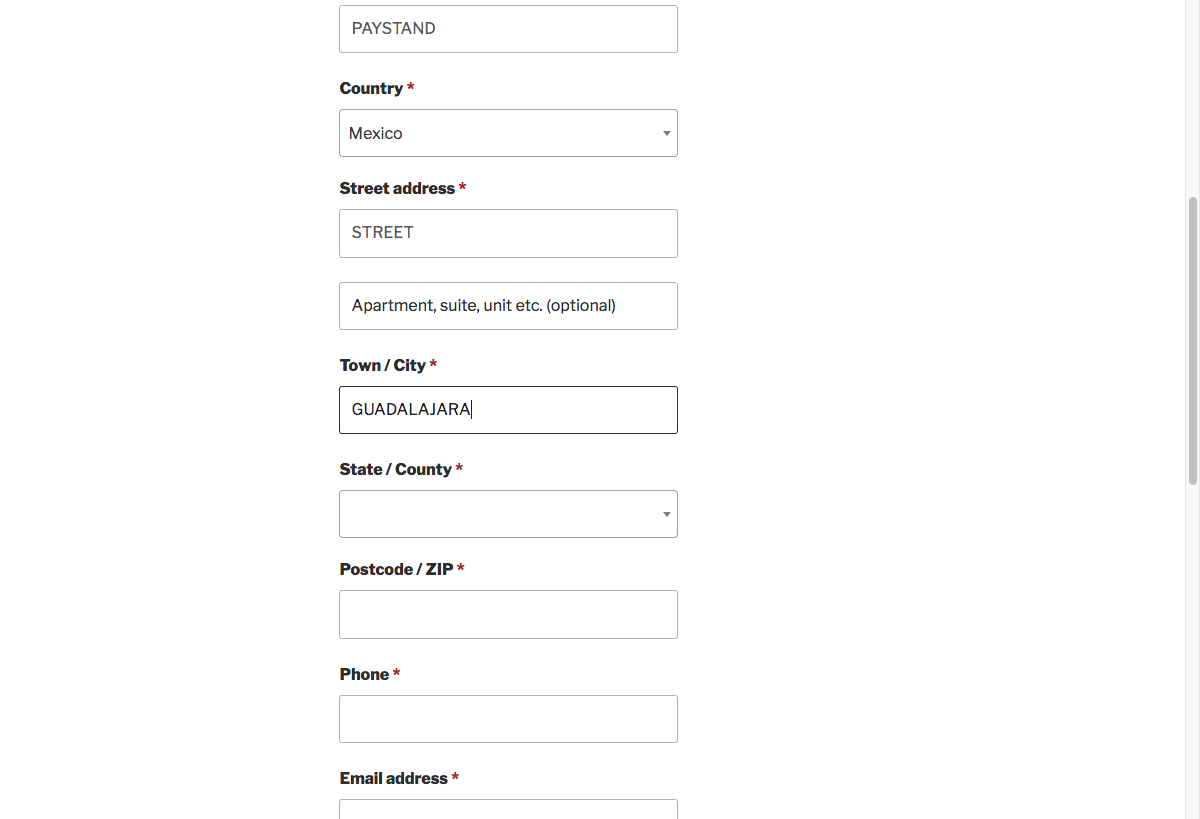 PAYSTAND
Country *
Mexico
Street address *
STREET
Apartment, suite, unit etc. (optional)
Town / City *
GUADALAJARA
State / County *
Postcode / ZIP *
Phone *
Email address *